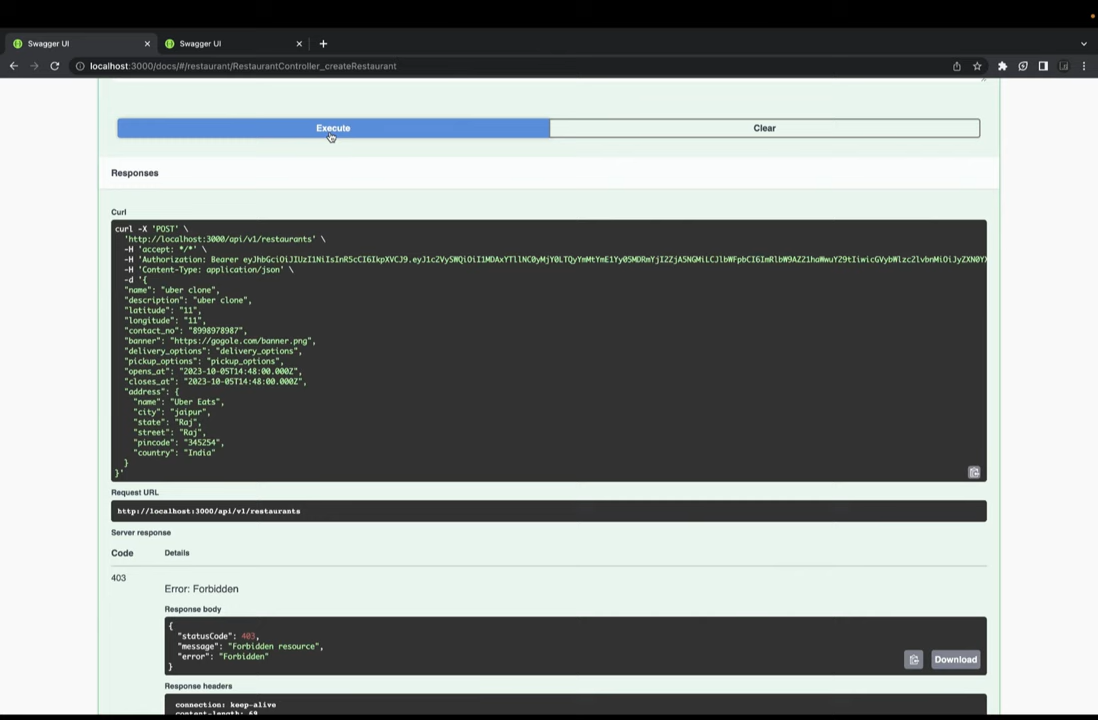 Swagger UI
Swagger UI
localhost:3000/docs/#/restaurant/RestaurantController_createRestaurant
Execute
Clear
Responses
Curl
curl -X 'POST' \
'http://localhost:3000/api/v1/restaurants' \
-H 'accept: */*' \
-H 'Authorization: Bearer
-H 'Content-Type: application/json' \
-d '{
"name": "uber clone",
"description": "uber clone",
"latitude": "11",
"longitude": "11",
"contact_no": "8998978987",
"banner": "https://gogole.com/banner.png",
"delivery_options": "delivery_options",
"pickup_options": "pickup_options",
"opens_at": "2023-10-05T14:48:00.000Z",
"closes_at": "2023-10-05T14:48:00.000Z",
"address": {
"name": "Uber Eats",
"city": "jaipur",
"state": "Raj",
"street": "Raj",
"pincode": "345254",
"country": "India"
}
}'
Request URL
http://localhost:3000/api/v1/restaurants
Server response
Code Details
403
Error: Forbidden
Response body
{
"statusCode": 403,
"message": "Forbidden resource",
"error": "Forbidden"
}
Download
Response headers
connection: keep-alive
content-length: 69